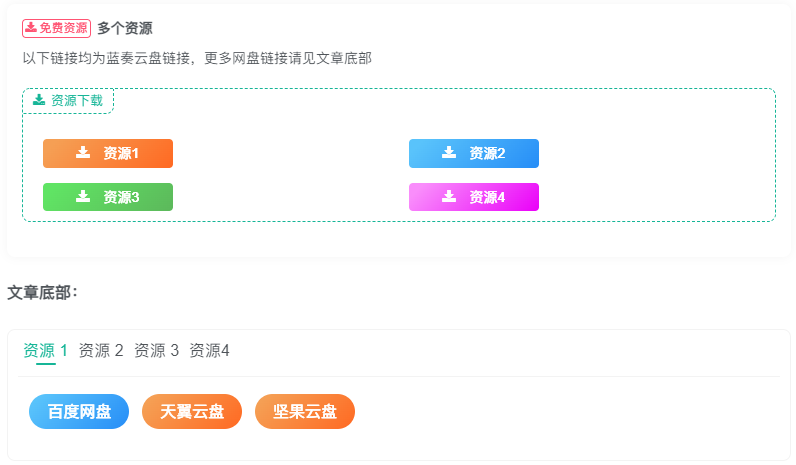 免费资源 多个资源
以下链接均为蓝奏云盘链接，更多网盘链接请见文章底部
资源下载
资源1 资源2
资源3 资源4
文章底部：
资源 1 资源 2 资源 3 资源4
百度网盘 天翼云盘 坚果云盘